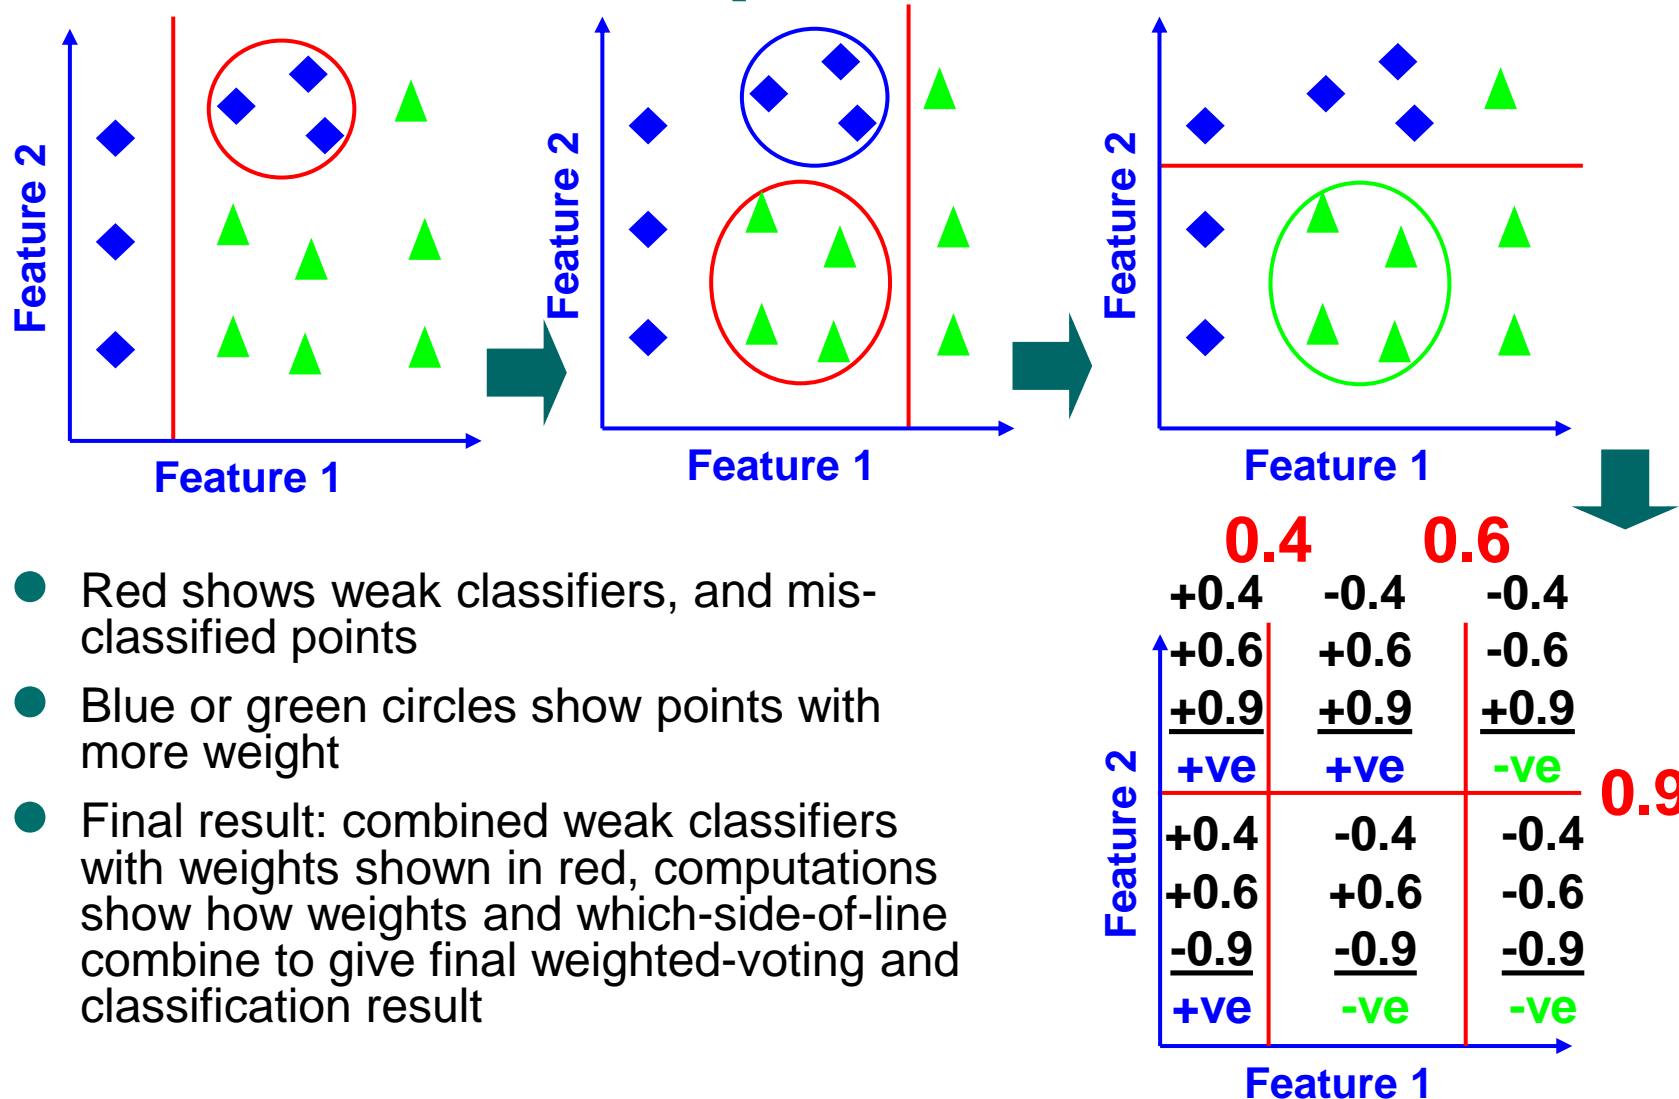 Feature 2
Feature 1
Feature 2
Feature 1
Feature 2
Feature 1
● Red shows weak classifiers, and mis-
classified points
● Blue or green circles show points with
more weight
● Final result: combined weak classifiers
with weights shown in red, computations
show how weights and which-side-of-line
combine to give final weighted-voting and
classification result
0.4 0.6
+0.4 -0.4 -0.4
+0.6 +0.6 -0.6
+0.9 +0.9 +0.9
+ve +ve -ve
0.9
+0.4 -0.4 -0.4
+0.6 +0.6 -0.6
-0.9 -0.9 -0.9
+ve -ve -ve
Feature 2
Feature 1